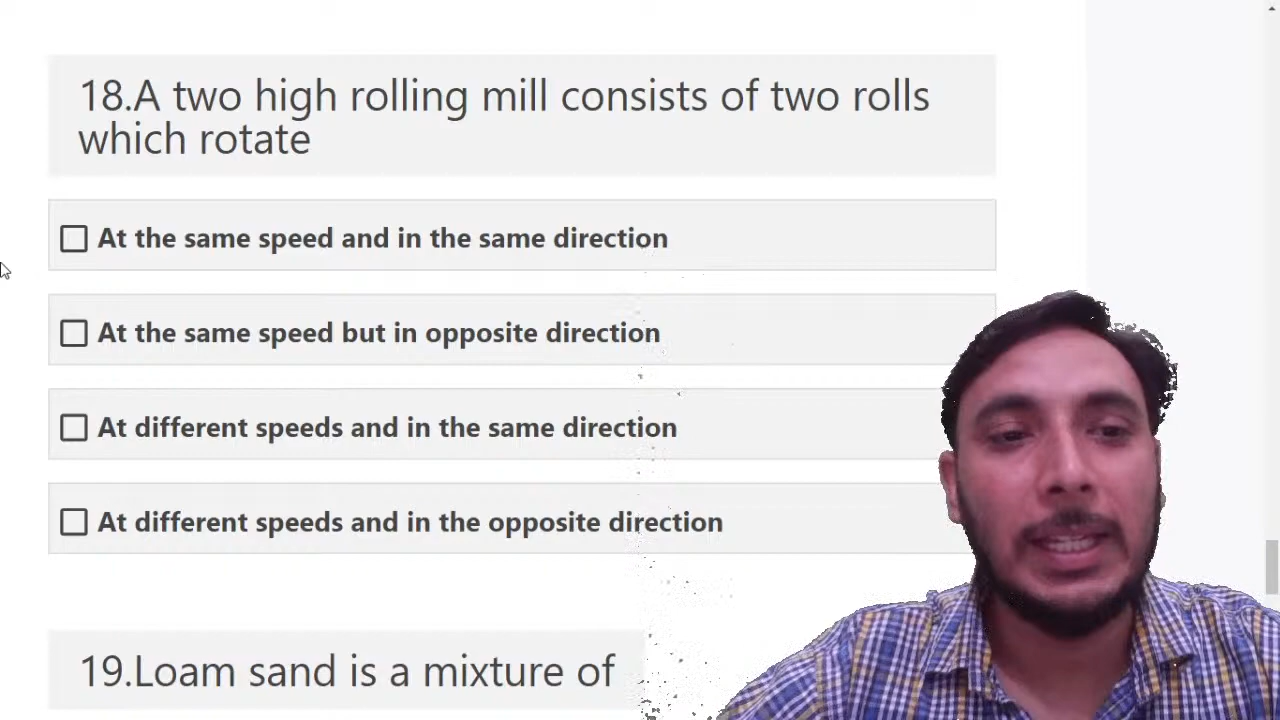 18.A two high rolling mill consists of two rolls
which rotate
At the same speed and in the same direction
At the same speed but in opposite direction
At different speeds and in the same direction
At different speeds and in the opposite direction
19.Loam sand is a mixture of